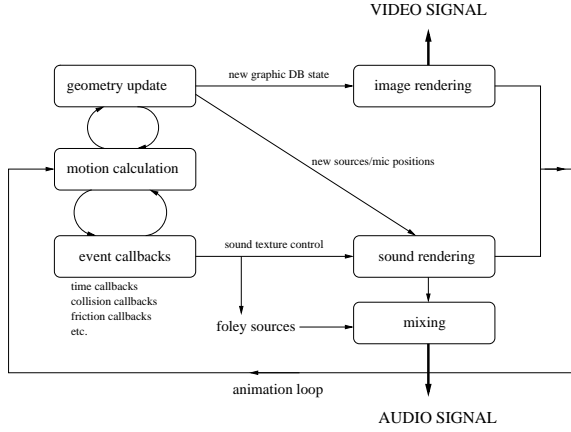 VIDEO SIGNAL
geometry update
new graphic DB state
image rendering
motion calculation
new sources/mic positions
event callbacks
sound texture control
sound rendering
time callbacks
collision callbacks
friction callbacks
etc.
foley sources
mixing
animation loop
AUDIO SIGNAL